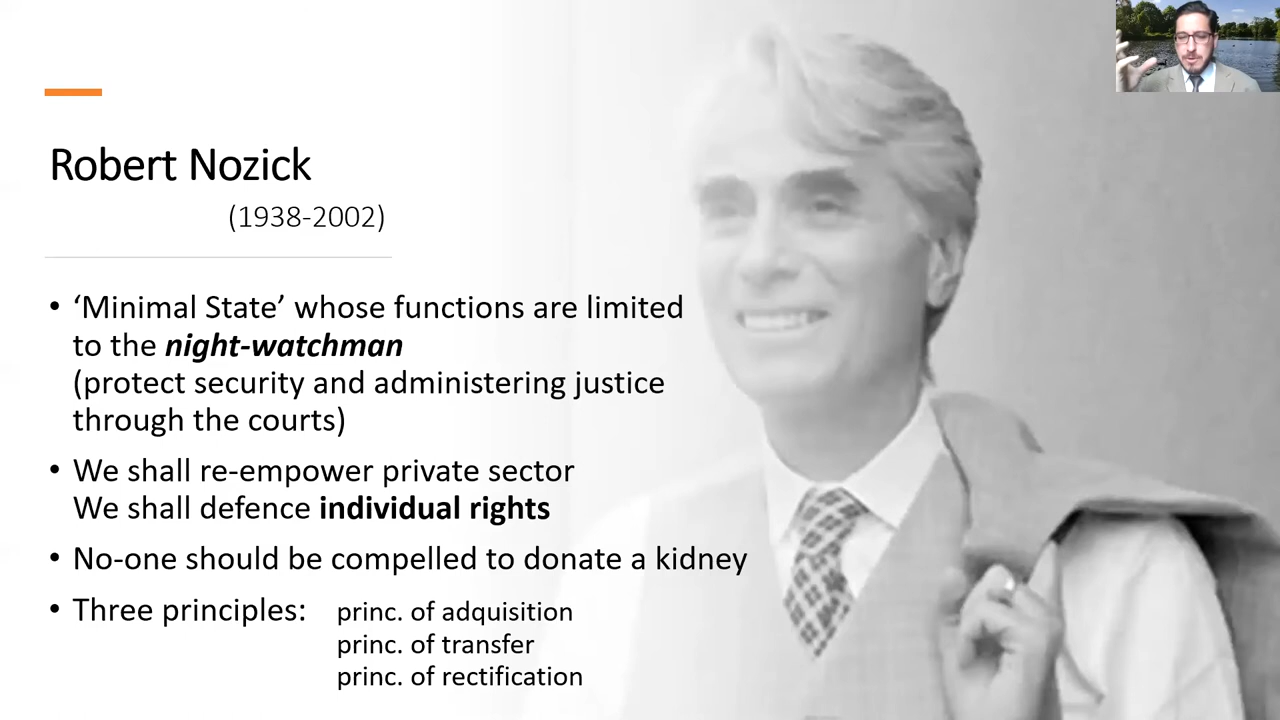 Robert Nozick
(1938-2002)
• ‘Minimal State’ whose functions are limited
to the night-watchman
(protect security and administering justice
through the courts)
• We shall re-empower private sector
We shall defence individual rights
• No-one should be compelled to donate a kidney
• Three principles: princ. of adquisition
princ. of transfer
princ. of rectification